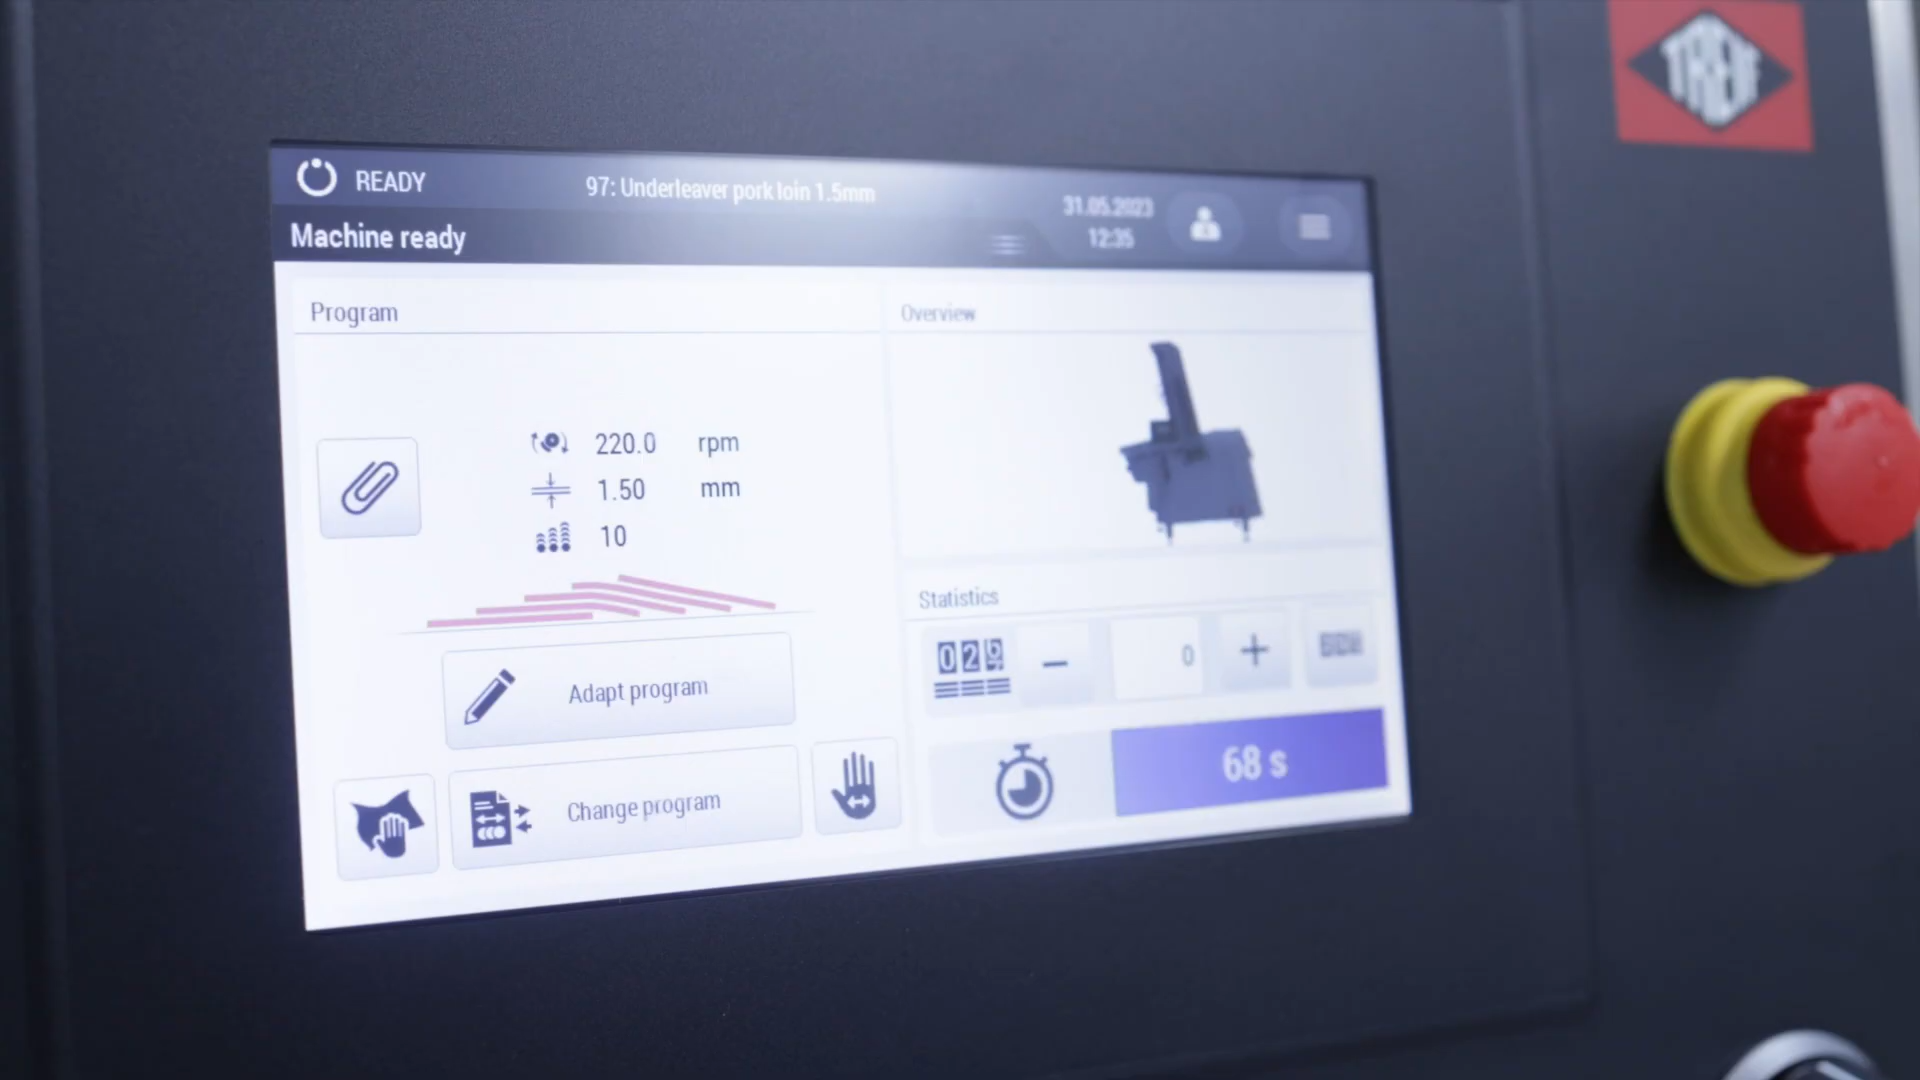 TREIF
READY
97: Underleaver pork loin 1.5mm
31.05.2023
12:35
Machine ready
Program
Overview
220.0 rpm
1.50 mm
10
Statistics
0
Adapt program
68 s
Change program